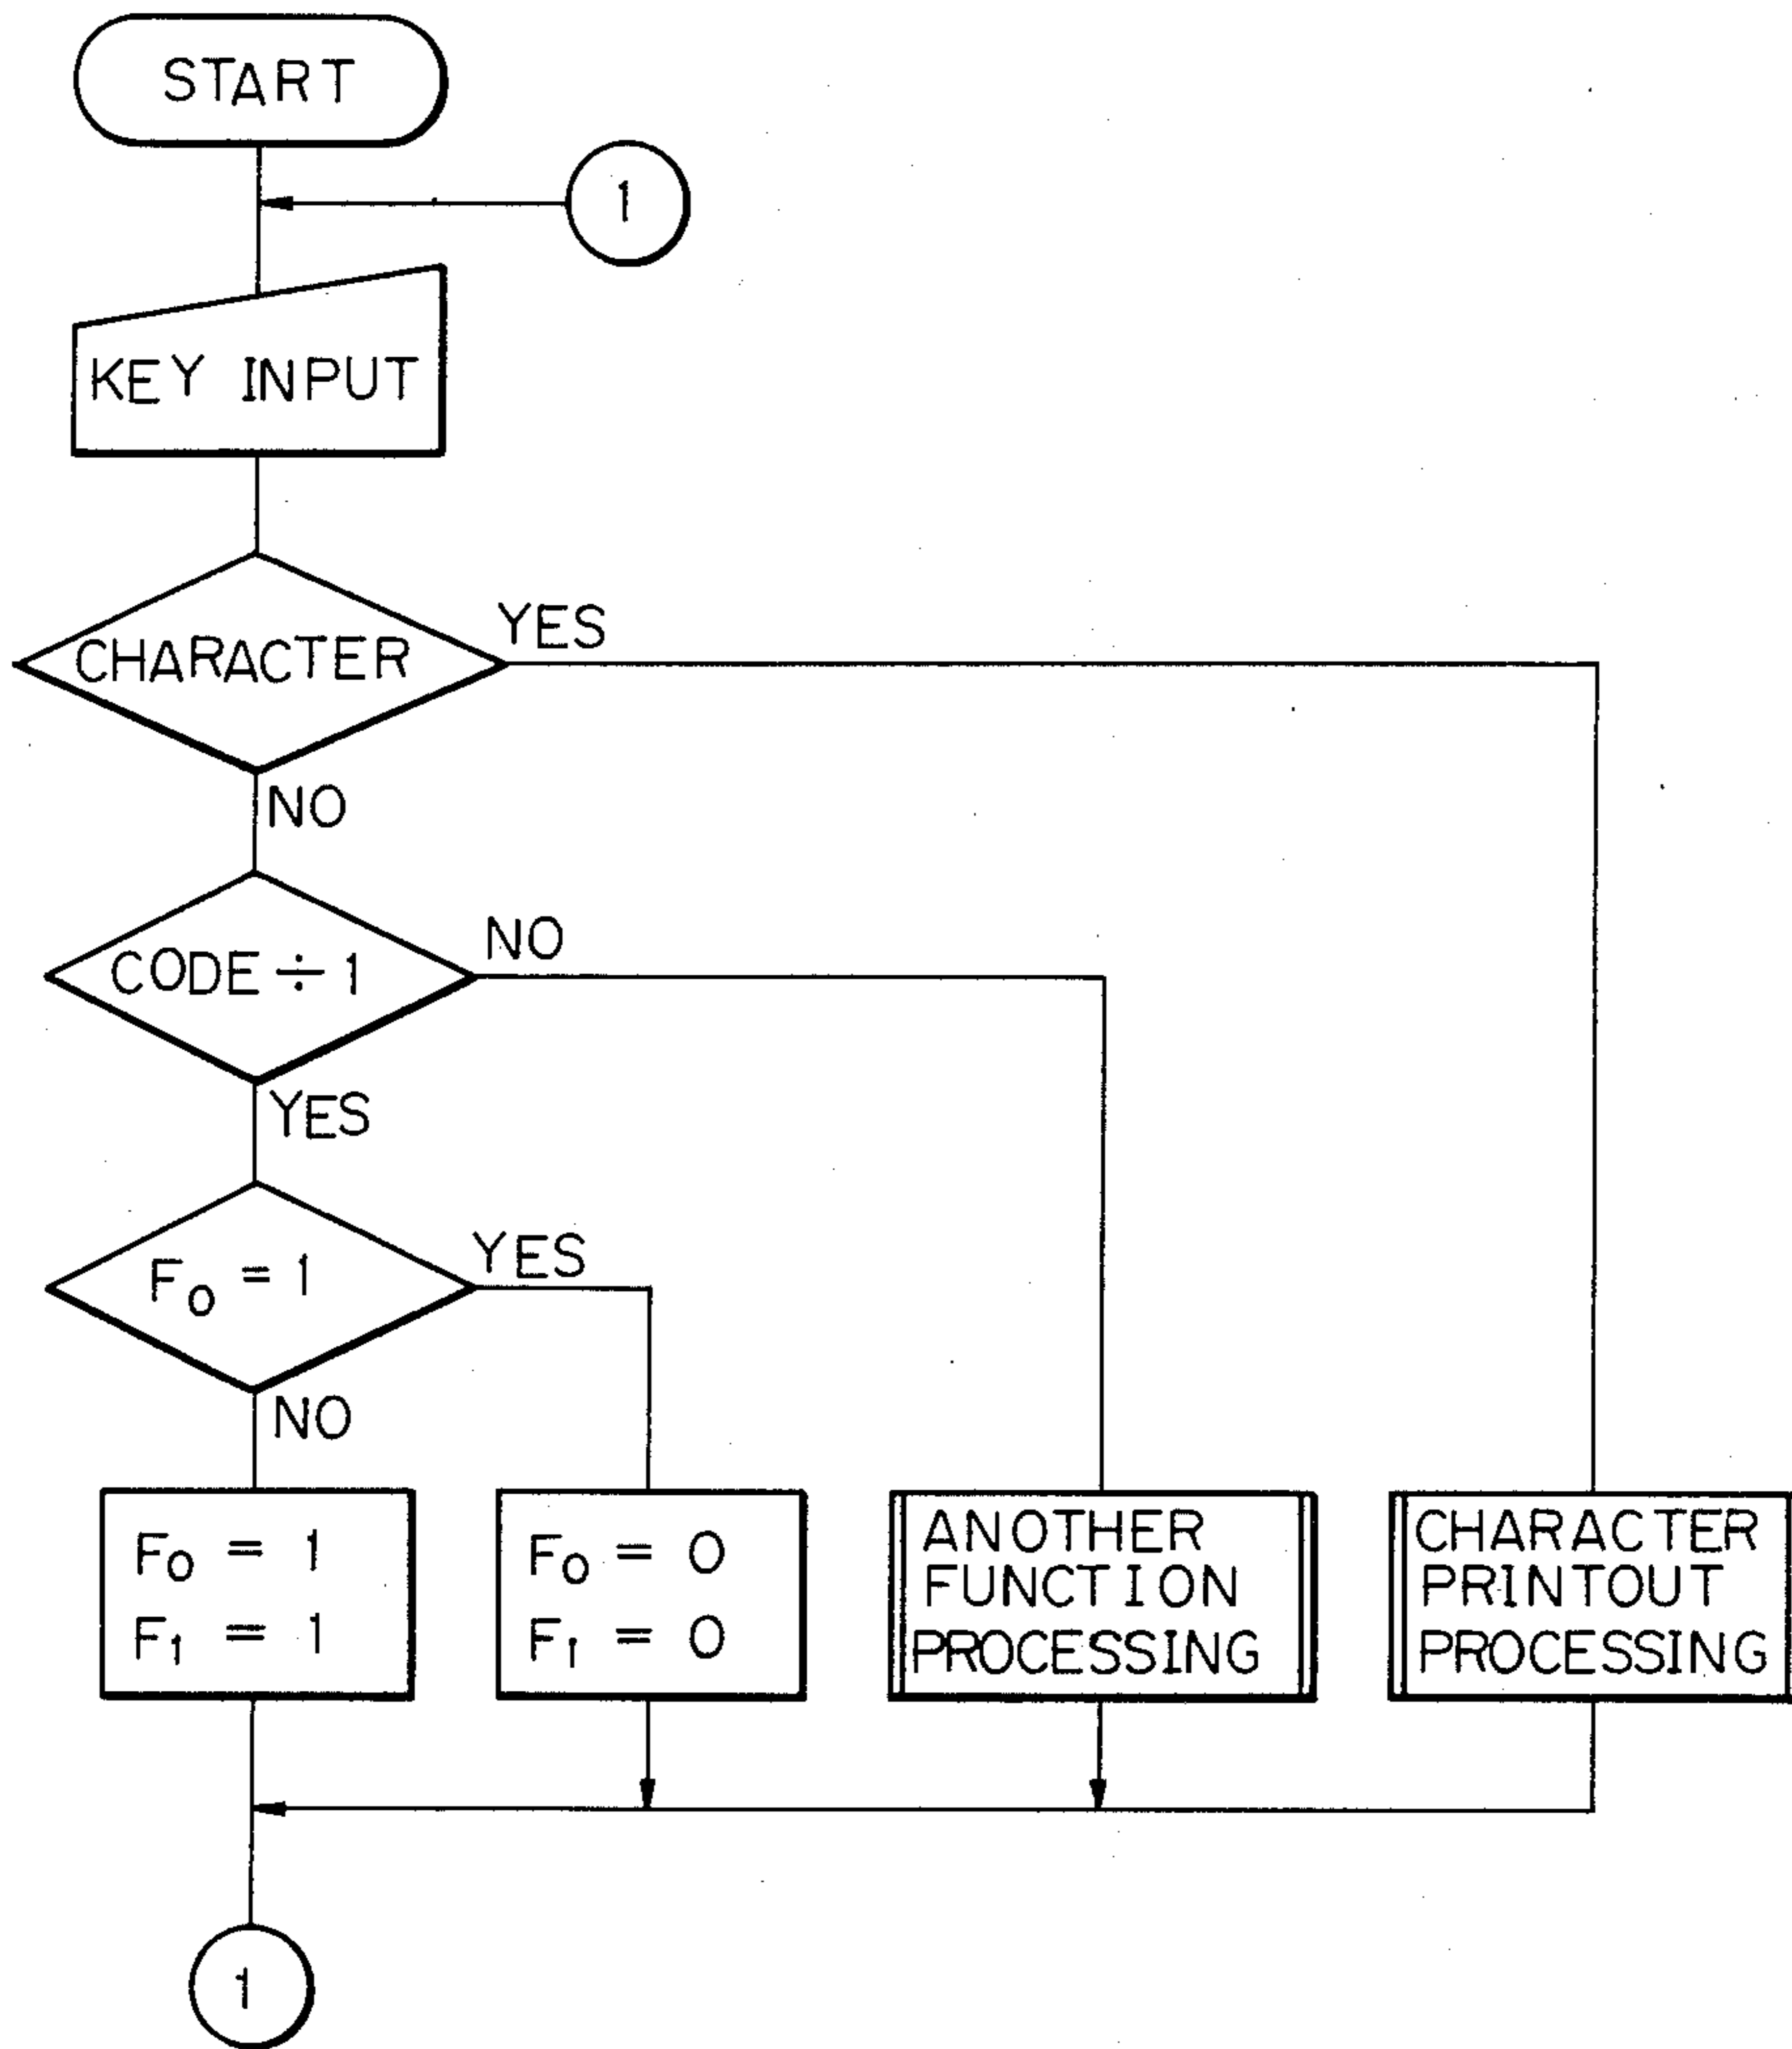 START
1
KEY INPUT
CHARACTER
YES
NO
CODE ÷ 1
NO
YES
F0 = 1
YES
NO
F0 = 1
F1 = 1
F0 = 0
F1 = 0
ANOTHER
FUNCTION
PROCESSING
CHARACTER
PRINTOUT
PROCESSING
1